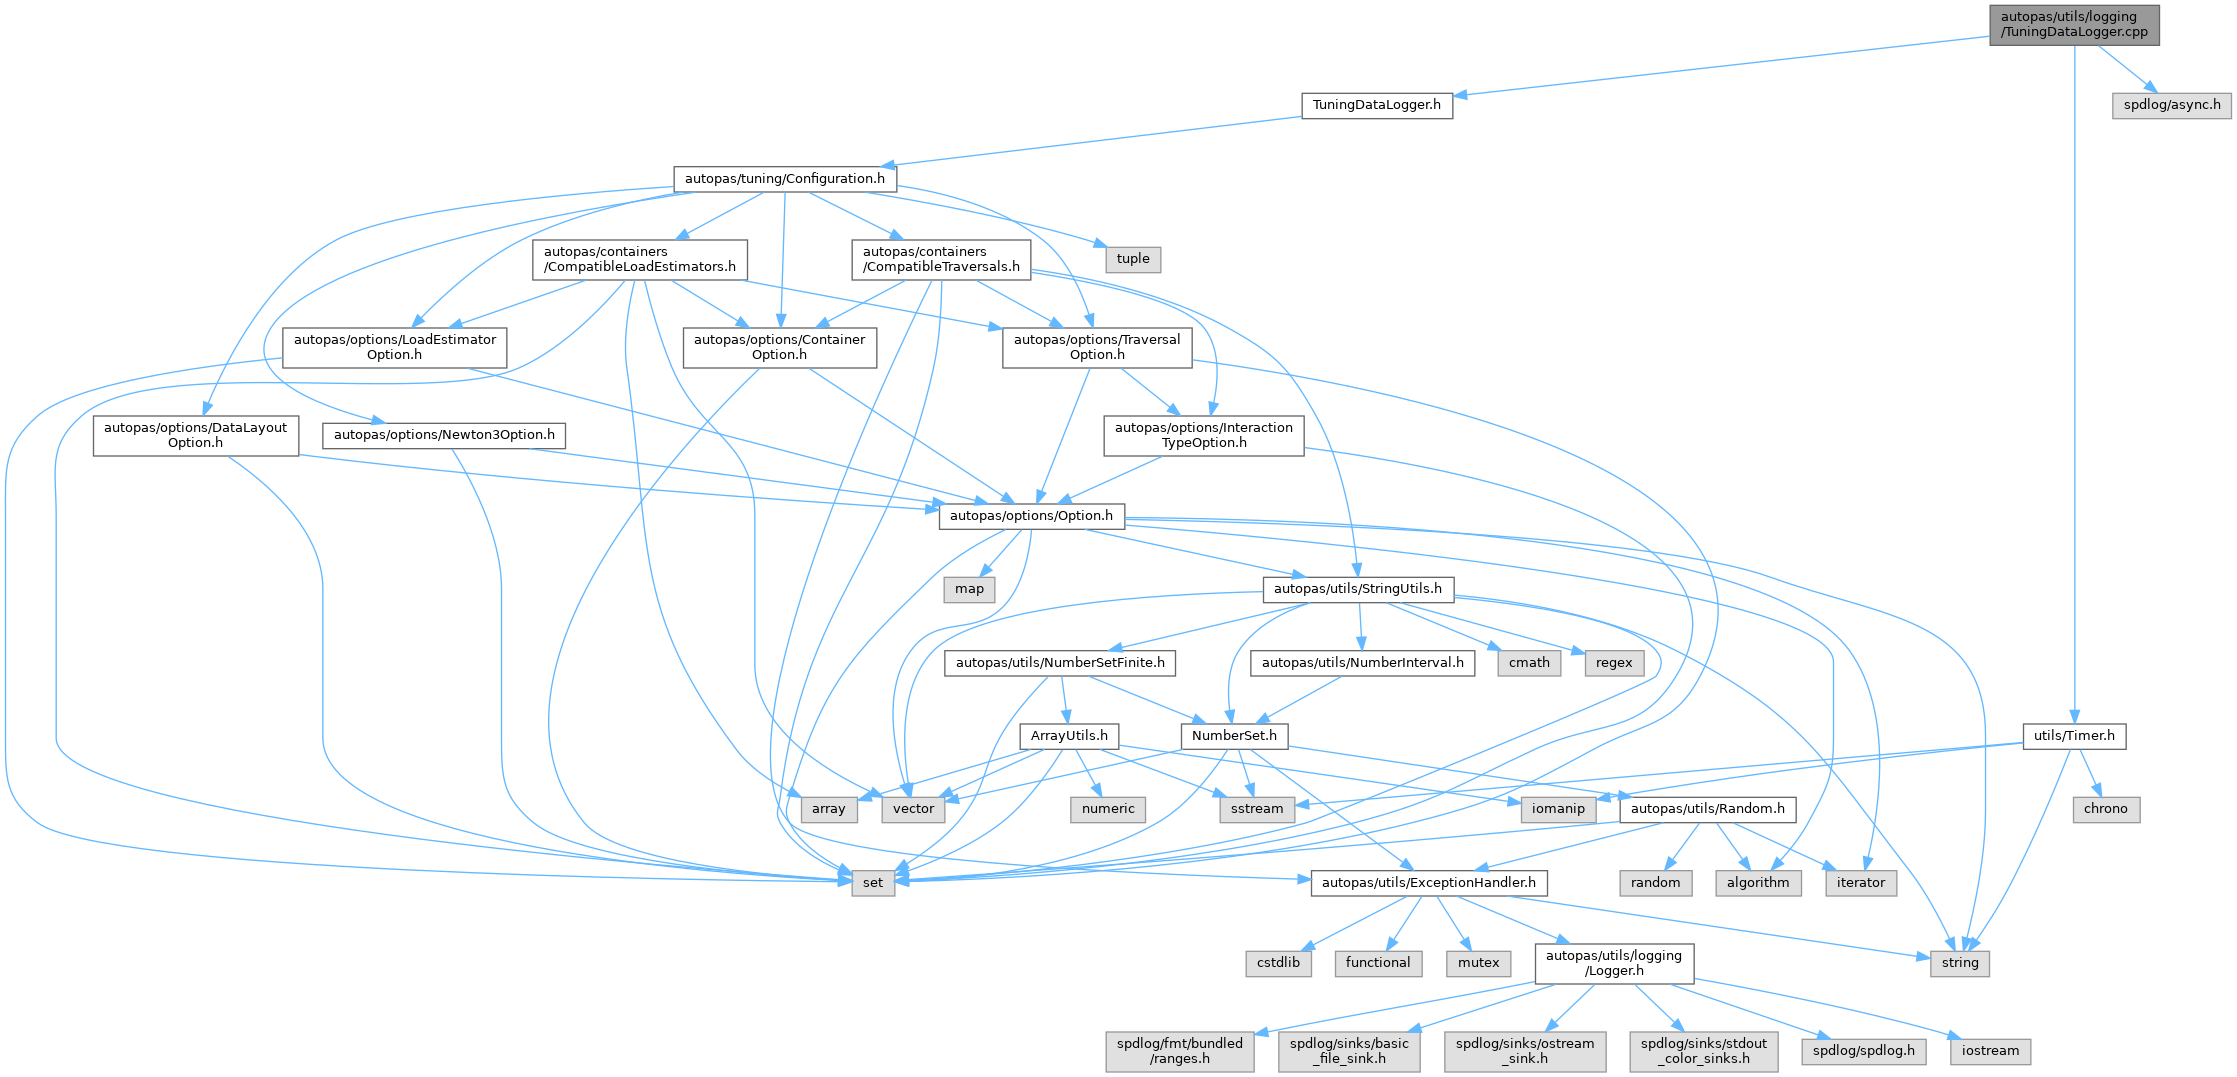 autopas/utils/logging
/TuningDataLogger.cpp
TuningDataLogger.h
spdlog/async.h
autopas/tuning/Configuration.h
autopas/containers
/CompatibleLoadEstimators.h
autopas/containers
/CompatibleTraversals.h
tuple
autopas/options/LoadEstimator
Option.h
autopas/options/Container
Option.h
autopas/options/Traversal
Option.h
autopas/options/DataLayout
Option.h
autopas/options/Newton3Option.h
autopas/options/Interaction
TypeOption.h
autopas/options/Option.h
map
autopas/utils/StringUtils.h
autopas/utils/NumberSetFinite.h
autopas/utils/NumberInterval.h
cmath
regex
ArrayUtils.h
NumberSet.h
utils/Timer.h
array
vector
numeric
sstream
iomanip
autopas/utils/Random.h
chrono
set
autopas/utils/ExceptionHandler.h
random
algorithm
iterator
cstdlib
functional
mutex
autopas/utils/logging
/Logger.h
string
spdlog/fmt/bundled
/ranges.h
spdlog/sinks/basic
_file_sink.h
spdlog/sinks/ostream
_sink.h
spdlog/sinks/stdout
_color_sinks.h
spdlog/spdlog.h
iostream